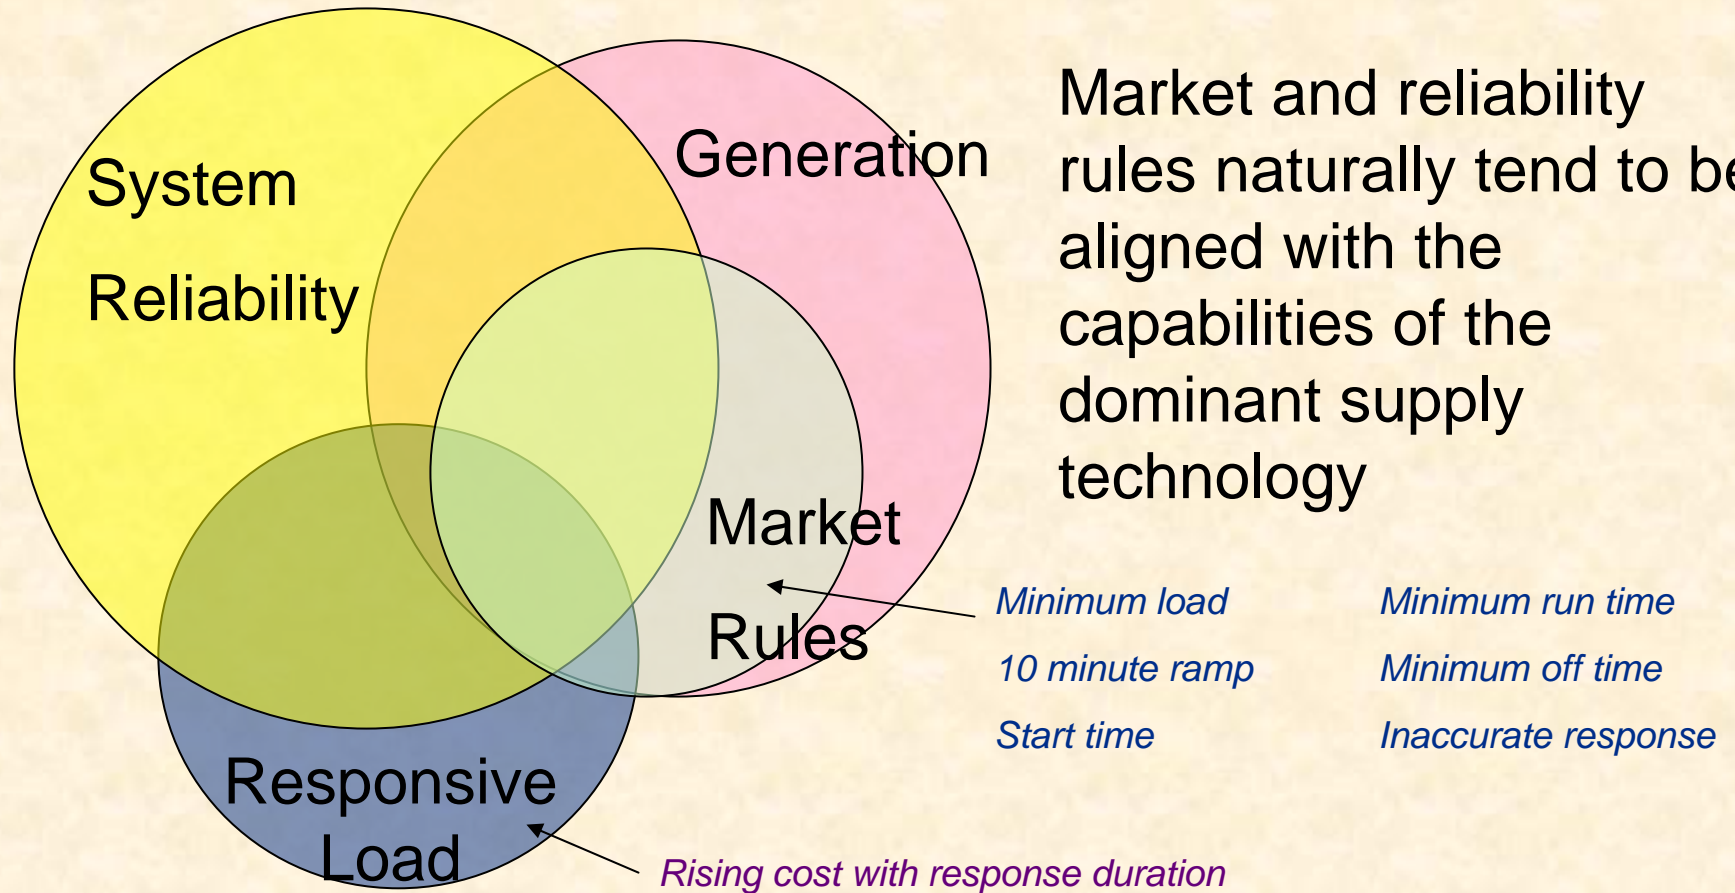 System
Reliability
Generation
Market
Rules
Responsive
Load
Market and reliability
rules naturally tend to be
aligned with the
capabilities of the
dominant supply
technology
Minimum load
Minimum run time
10 minute ramp
Minimum off time
Start time
Inaccurate response
Rising cost with response duration